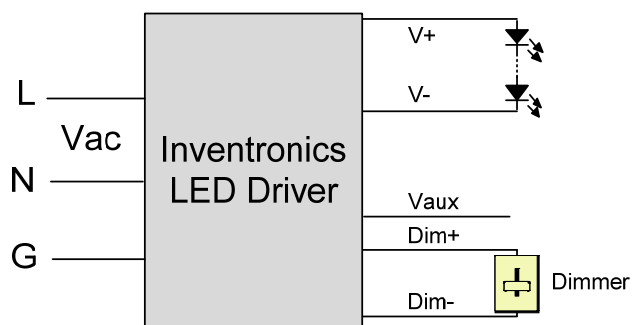 L
Vac
N
G
Inventronics
LED Driver
V+
V-
Vaux
Dim+
Dim-
Dimmer